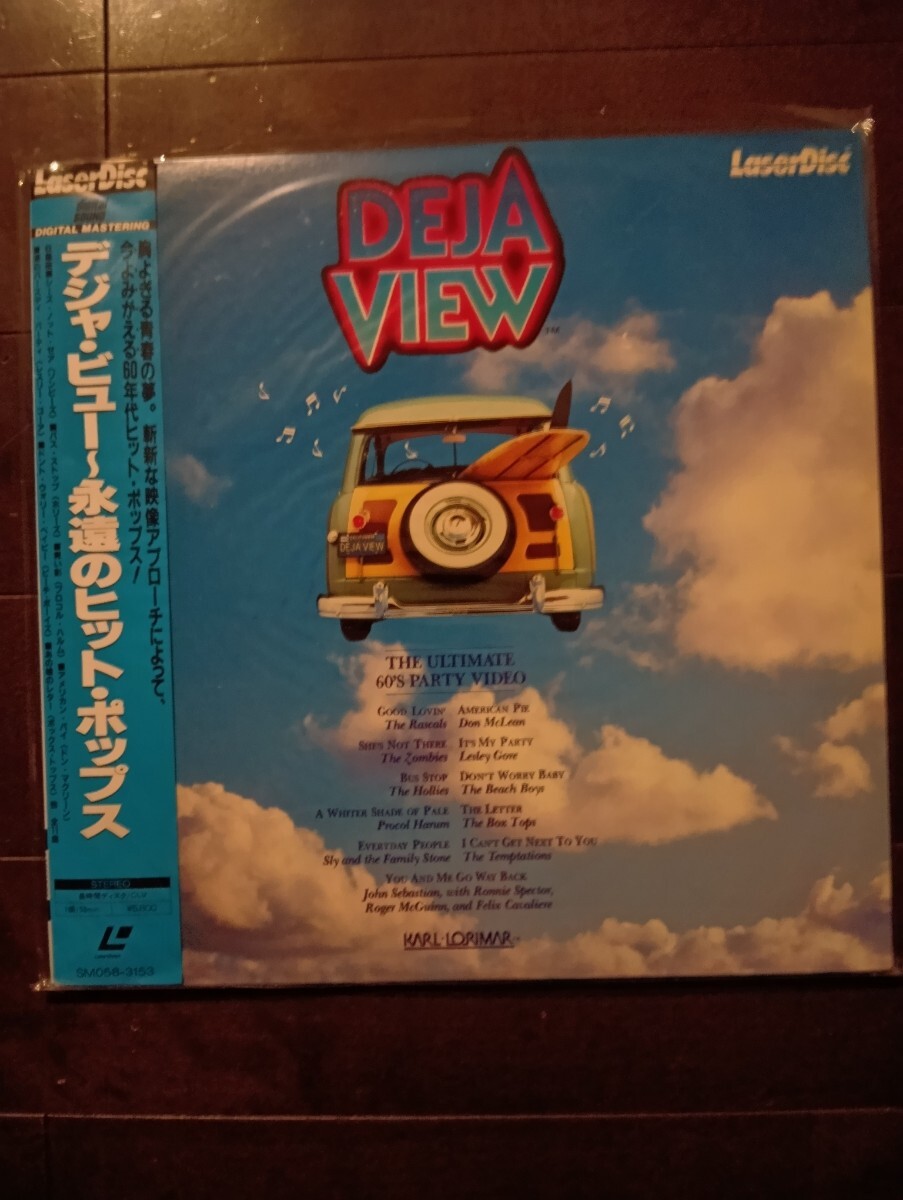 LaserDisc
DIGITAL MASTERING
デジャ・ビュー〜永遠のヒット・ポップス
胸よぎる青春の夢。斬新な映像アプローチによって、
今よみがえる60年代ヒット・ポップス!
STEREO
SM058-3153
LaserDisc
DEJA
VIEW
TM
DEJA VIEW
THE ULTIMATE
60'S PARTY VIDEO
GOOD LOVIN' AMERICAN PIE
The Rascals Don McLean
SHE'S NOT THERE IT'S MY PARTY
The Zombies Lesley Gore
BUS STOP DON'T WORRY BABY
The Hollies The Beach Boys
A WHITER SHADE OF PALE THE LETTER
Procol Harum The Box Tops
EVERYDAY PEOPLE I CAN'T GET NEXT TO YOU
Sly and the Family Stone The Temptations
YOU AND ME GO WAY BACK
John Sebastian, with Ronnie Spector,
Roger McGuinn, and Felix Cavaliere
KARL·LORIMAR